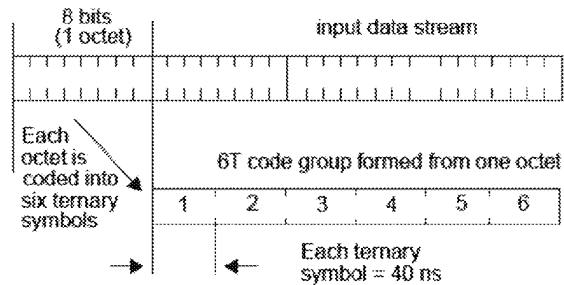 8 bits
(1 octet)
input data stream
Each
octet is
coded into
six ternary
symbols
6T code group formed from one octet
1 2 3 4 5 6
Each ternary
symbol = 40 ns